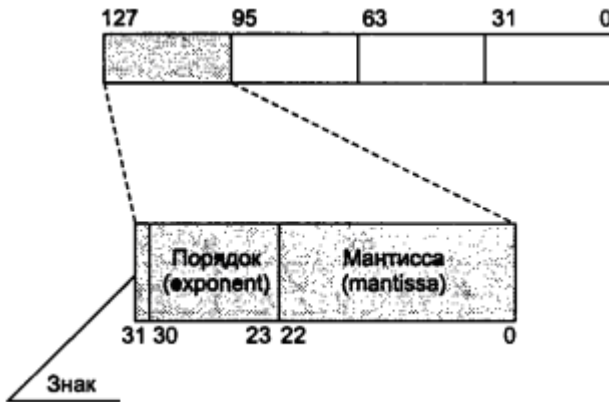 127 95 63 31 0
Порядок Мантисса
(exponent) (mantissa)
31 30 23 22 0
Знак